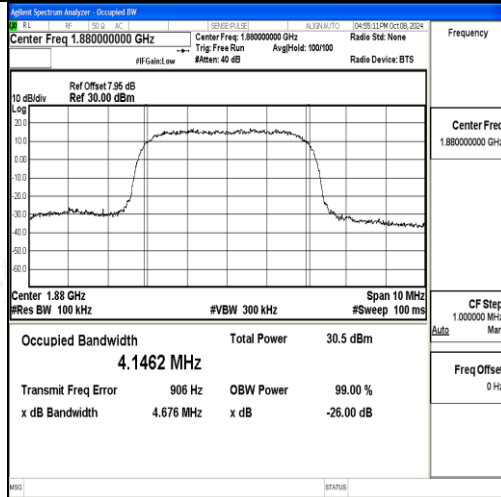 Agilent Spectrum Analyzer - Occupied BW
RL RF 50 Ω AC SENSE:PULSE ALIGN AUTO 04:55:11 PM Oct 08, 2024
Center Freq 1.880000000 GHz
Center Freq: 1.880000000 GHz
Radio Std: None
Trig: Free Run Avg|Hold: 100/100
#IFGain:Low
#Atten: 40 dB
Radio Device: BTS
Frequency
Ref Offset 7.95 dB
10 dB/div Ref 30.00 dBm
Log
20.0
10.0
0.00
-10.0
-20.0
-30.0
-40.0
-50.0
-60.0
Center Freq
1.880000000 GHz
Center 1.88 GHz Span 10 MHz
#Res BW 100 kHz #VBW 300 kHz #Sweep 100 ms
CF Step
1.000000 MHz
Auto Man
Occupied Bandwidth Total Power 30.5 dBm
4.1462 MHz
Transmit Freq Error 906 Hz OBW Power 99.00 %
x dB Bandwidth 4.676 MHz x dB -26.00 dB
Freq Offset
0 Hz
MSG STATUS